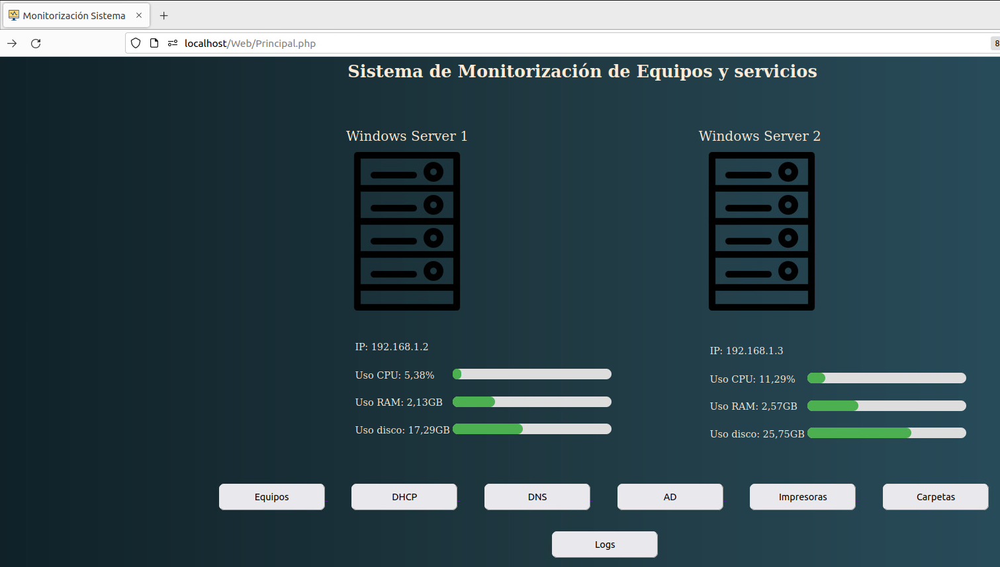 Monitorización Sistema
localhost/Web/Principal.php
8
Sistema de Monitorización de Equipos y servicios
Windows Server 1
Windows Server 2
IP: 192.168.1.2
Uso CPU: 5,38%
Uso RAM: 2,13GB
Uso disco: 17,29GB
IP: 192.168.1.3
Uso CPU: 11,29%
Uso RAM: 2,57GB
Uso disco: 25,75GB
Equipos
DHCP
DNS
AD
Impresoras
Carpetas
Logs